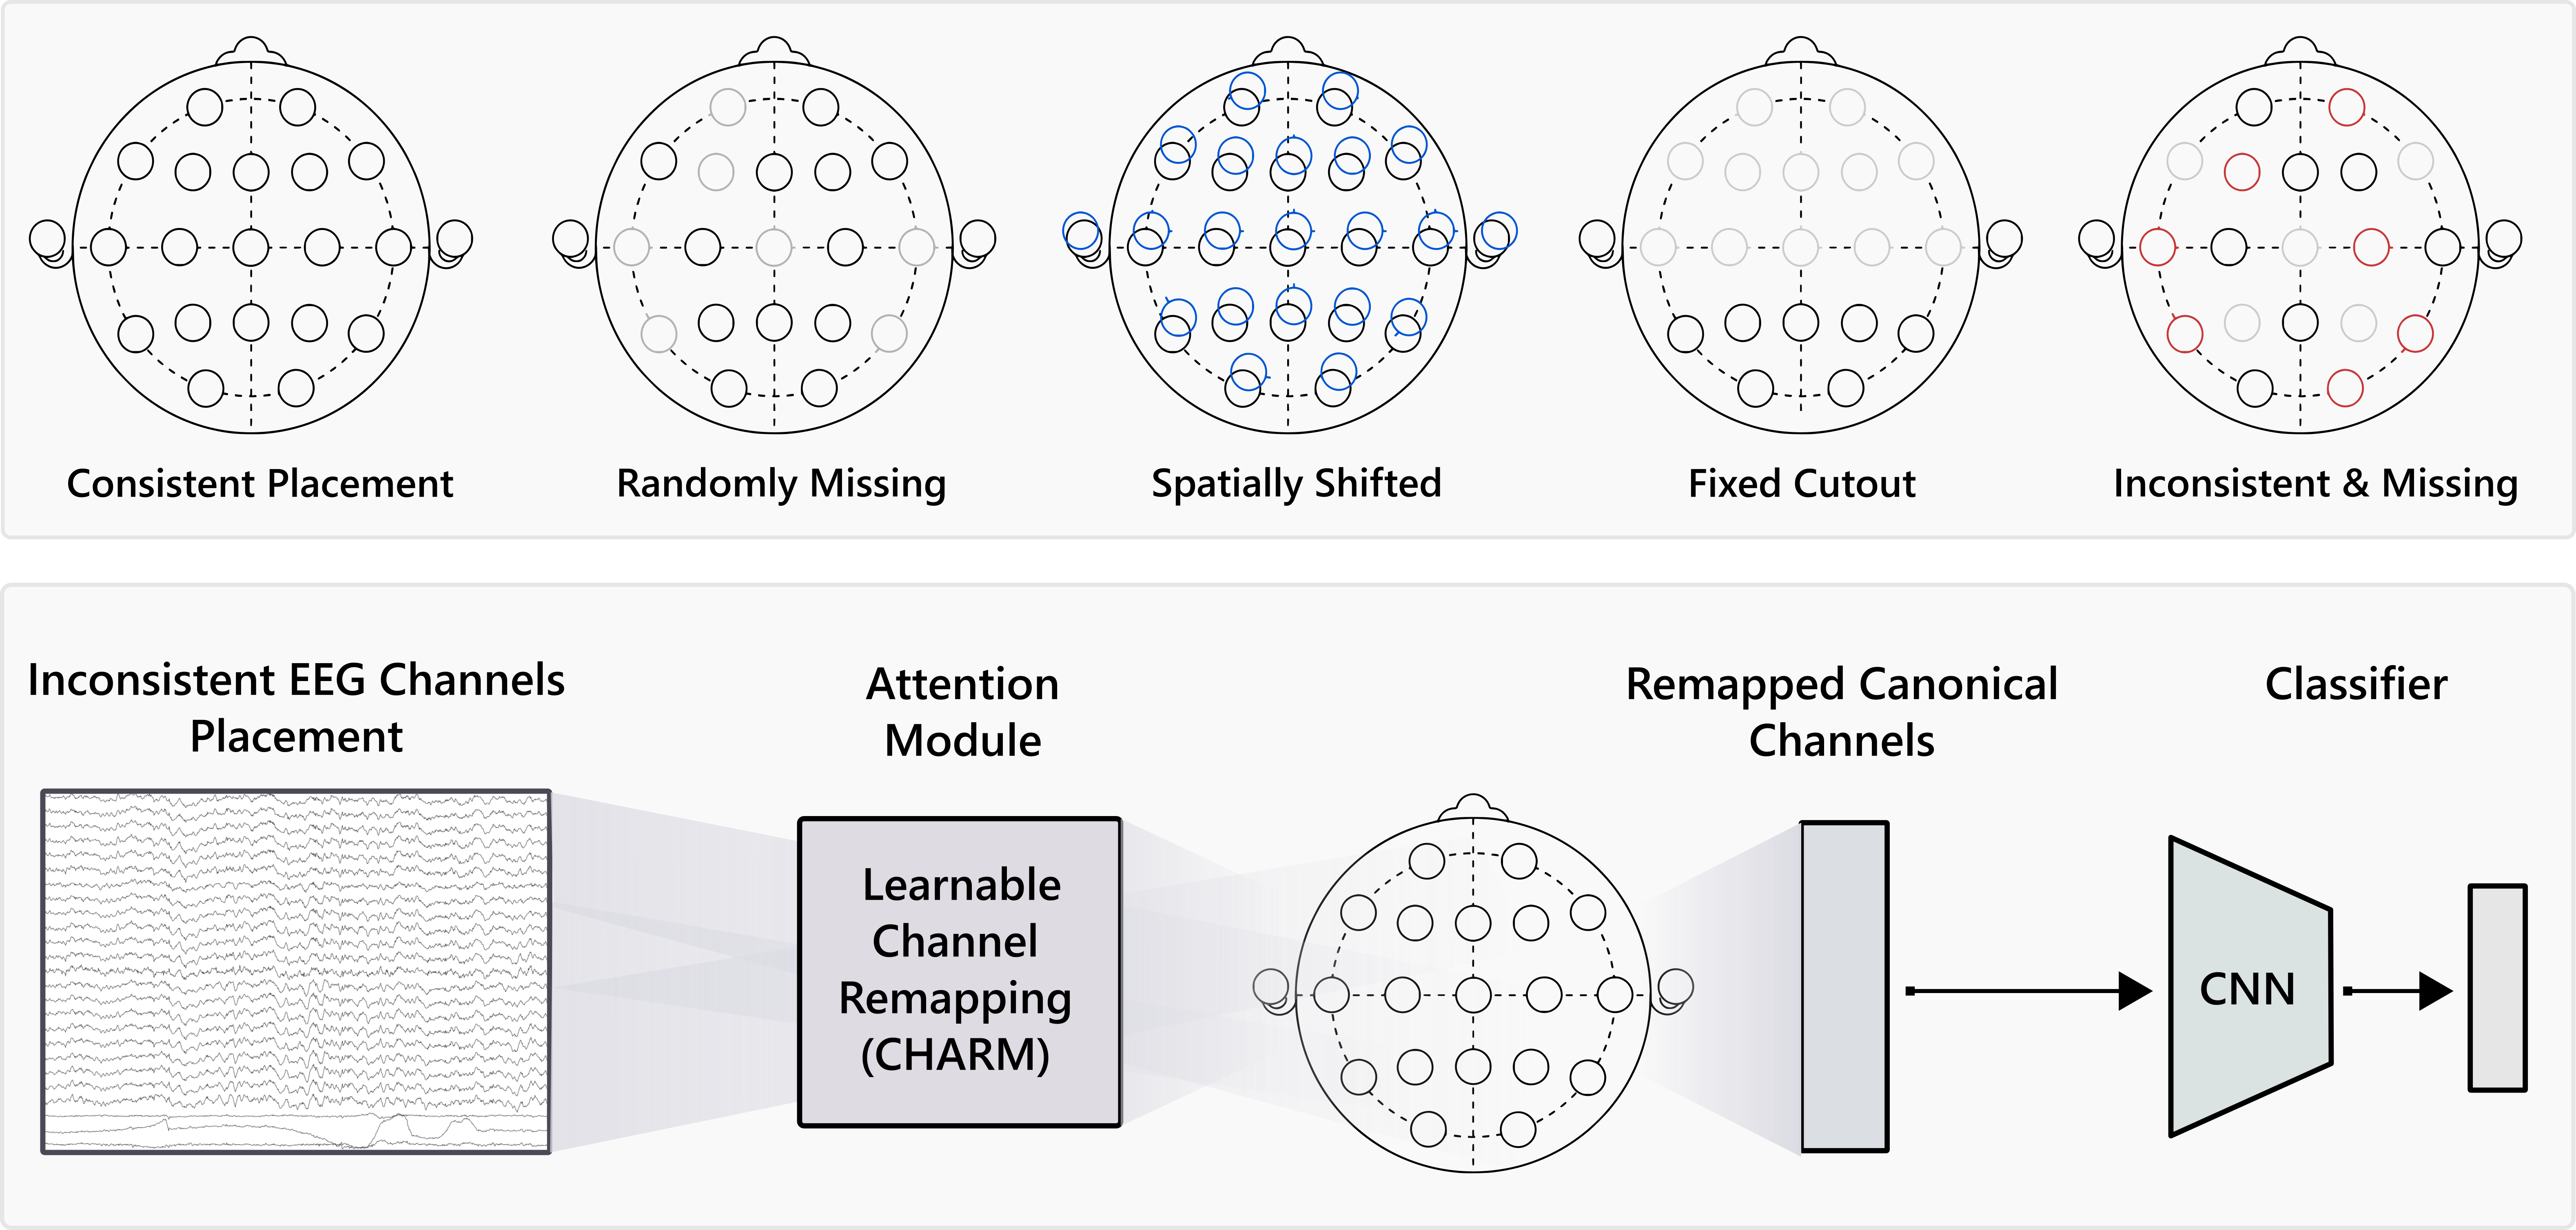 Consistent Placement
Randomly Missing
Spatially Shifted
Fixed Cutout
Inconsistent & Missing
Inconsistent EEG Channels
Placement
Attention
Module
Remapped Canonical
Channels
Classifier
Learnable
Channel
Remapping
(CHARM)
CNN